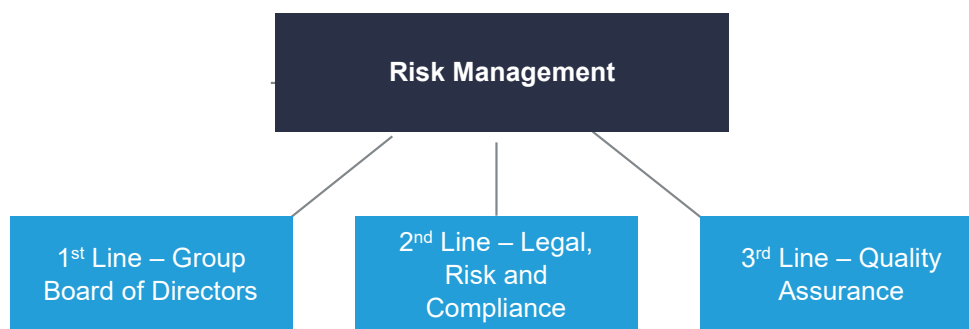 Risk Management
1st Line – Group
Board of Directors
2nd Line – Legal,
Risk and
Compliance
3rd Line – Quality
Assurance